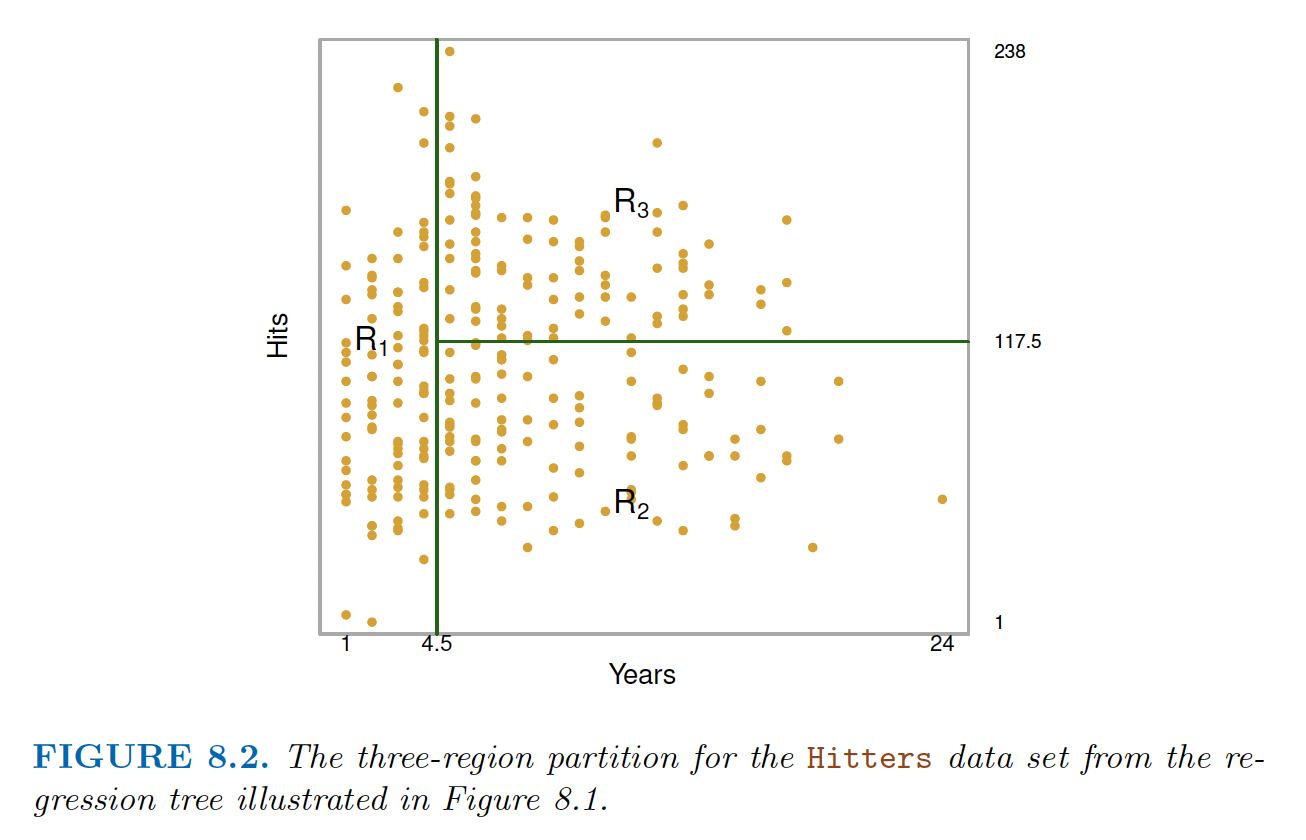 238
R3
Hits
R1
117.5
R2
1
1 4.5 24
Years
FIGURE 8.2. The three-region partition for the Hitters data set from the re-
gression tree illustrated in Figure 8.1.